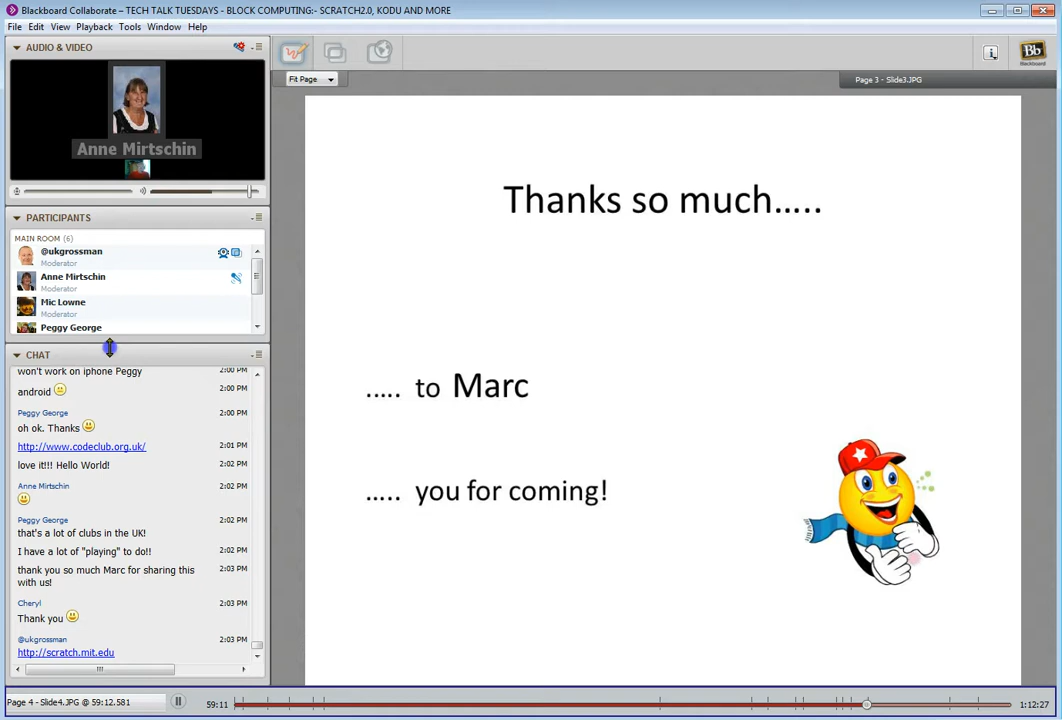 Blackboard Collaborate – TECH TALK TUESDAYS - BLOCK COMPUTING:- SCRATCH2.0, KODU AND MORE
File Edit View Playback Tools Window Help
AUDIO & VIDEO
Anne Mirtschin
PARTICIPANTS
MAIN ROOM (6)
@ukgrossman
Moderator
Anne Mirtschin
Moderator
Mic Lowne
Moderator
Peggy George
CHAT
won't work on iphone Peggy 2:00 PM
android 2:00 PM
Peggy George 2:00 PM
oh ok. Thanks
http://www.codeclub.org.uk/ 2:01 PM
love it!!! Hello World! 2:02 PM
Anne Mirtschin 2:02 PM
Peggy George 2:02 PM
that's a lot of clubs in the UK!
I have a lot of "playing" to do!! 2:02 PM
thank you so much Marc for sharing this 2:03 PM
with us!
Cheryl 2:03 PM
Thank you
@ukgrossman 2:03 PM
http://scratch.mit.edu
Fit Page
Page 3 - Slide3.JPG
Bb
Blackboard
Thanks so much.....
..... to Marc
..... you for coming!
Page 4 - Slide4.JPG @ 59:12.581
59:11
1:12:27